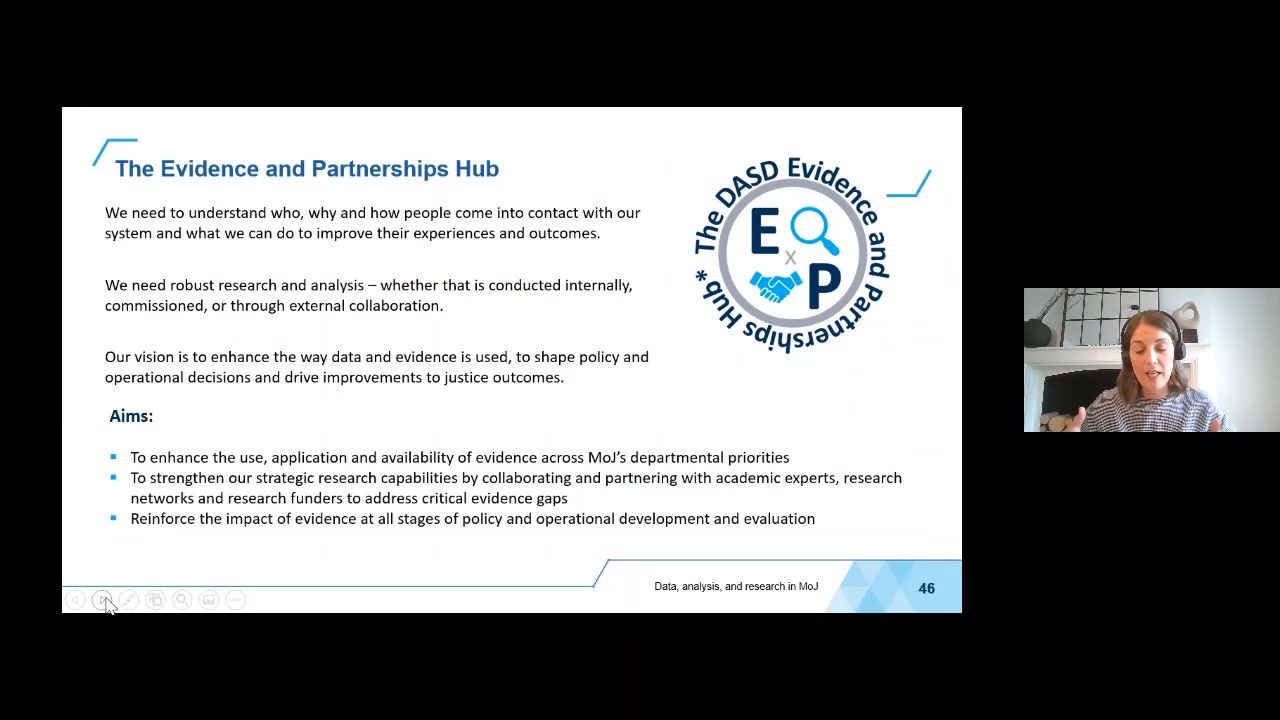 The Evidence and Partnerships Hub
We need to understand who, why and how people come into contact with our
system and what we can do to improve their experiences and outcomes.
We need robust research and analysis – whether that is conducted internally,
commissioned, or through external collaboration.
Our vision is to enhance the way data and evidence is used, to shape policy and
operational decisions and drive improvements to justice outcomes.
Aims:
▪ To enhance the use, application and availability of evidence across MoJ’s departmental priorities
▪ To strengthen our strategic research capabilities by collaborating and partnering with academic experts, research
networks and research funders to address critical evidence gaps
▪ Reinforce the impact of evidence at all stages of policy and operational development and evaluation
The DASD Evidence and Partnerships Hub*
E
X
P
Data, analysis, and research in MoJ
46